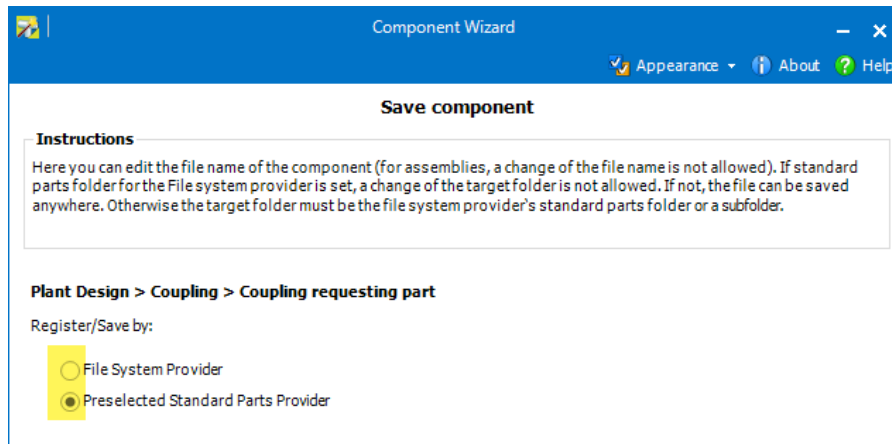 Component Wizard
Appearance
About
Help
Save component
Instructions
Here you can edit the file name of the component (for assemblies, a change of the file name is not allowed). If standard
parts folder for the File system provider is set, a change of the target folder is not allowed. If not, the file can be saved
anywhere. Otherwise the target folder must be the file system provider's standard parts folder or a subfolder.
Plant Design > Coupling > Coupling requesting part
Register/Save by:
File System Provider
Preselected Standard Parts Provider